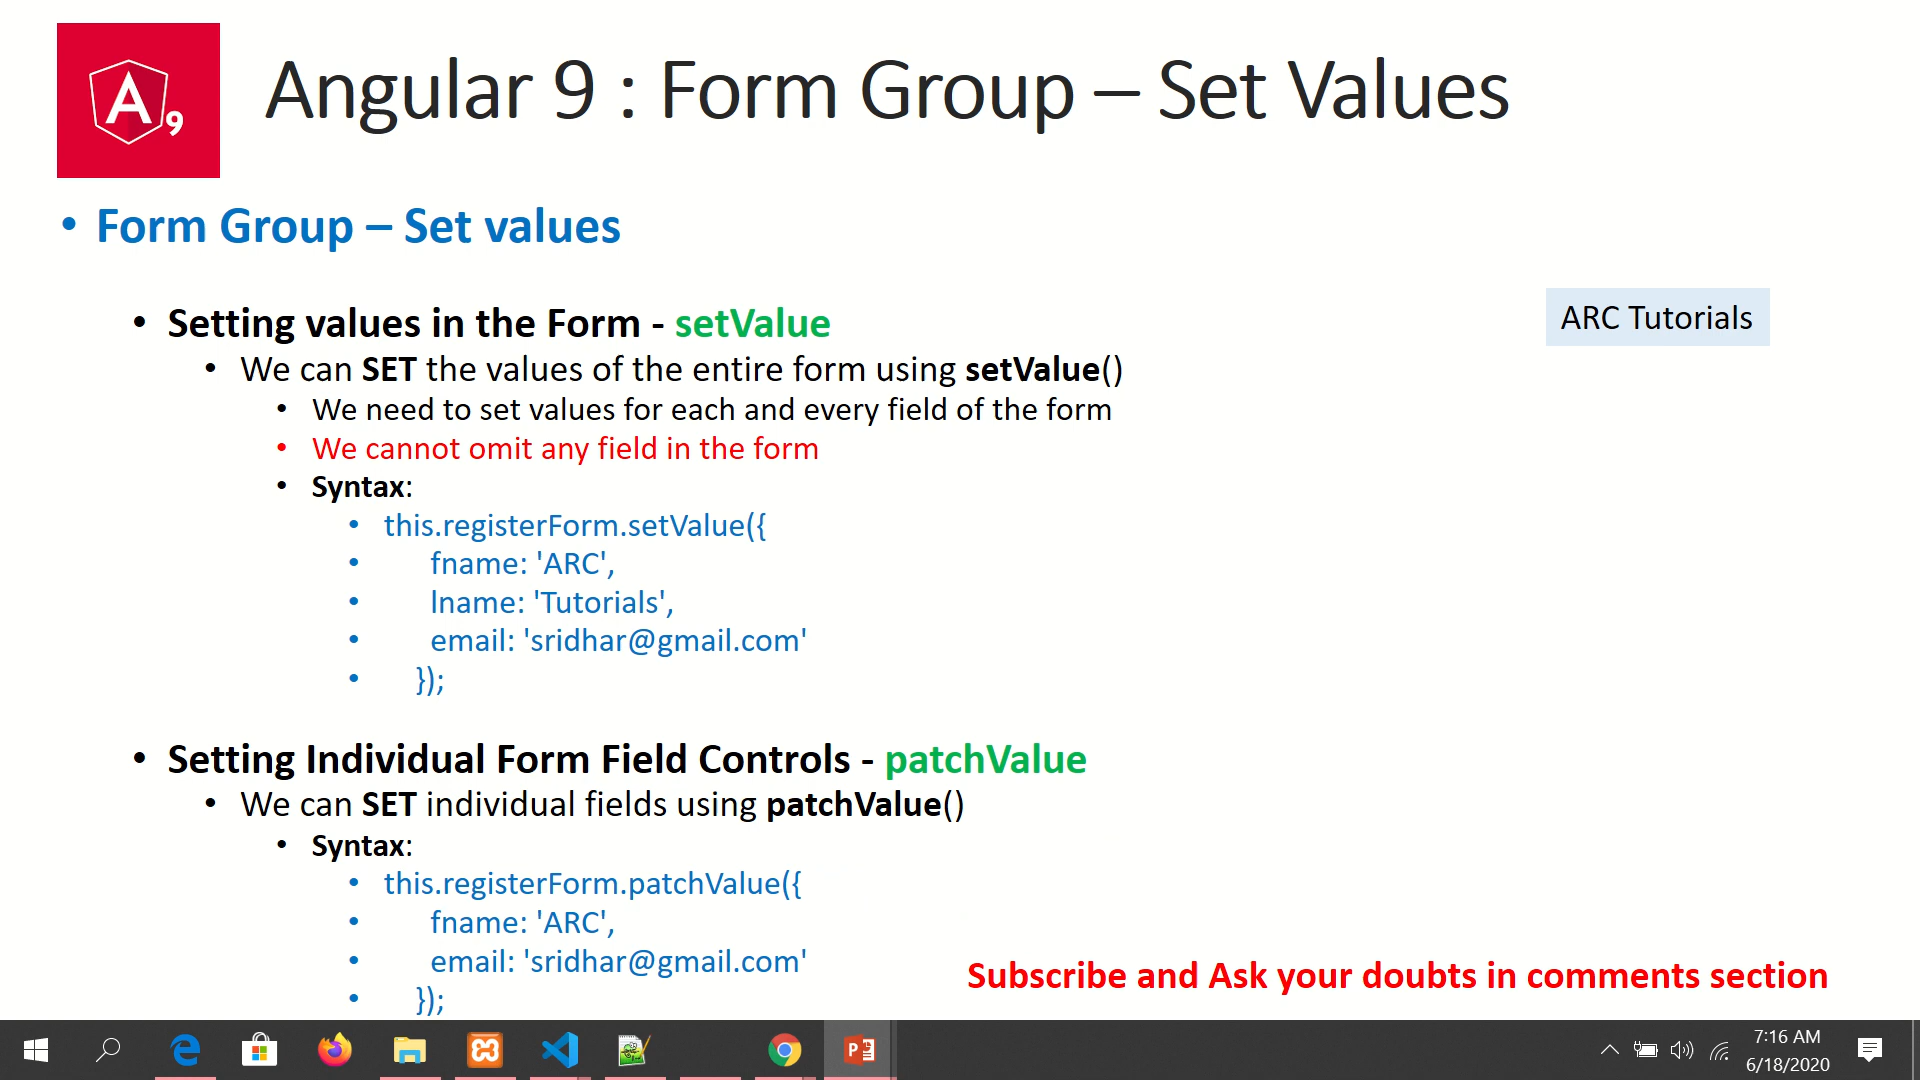 A 9
Angular 9 : Form Group – Set Values
• Form Group – Set values
• Setting values in the Form - setValue
ARC Tutorials
• We can SET the values of the entire form using setValue()
• We need to set values for each and every field of the form
• We cannot omit any field in the form
• Syntax:
• this.registerForm.setValue({
• fname: 'ARC',
• lname: 'Tutorials',
• email: 'sridhar@gmail.com'
• });
• Setting Individual Form Field Controls - patchValue
• We can SET individual fields using patchValue()
• Syntax:
• this.registerForm.patchValue({
• fname: 'ARC',
• email: 'sridhar@gmail.com'
• });
Subscribe and Ask your doubts in comments section
7:16 AM
6/18/2020